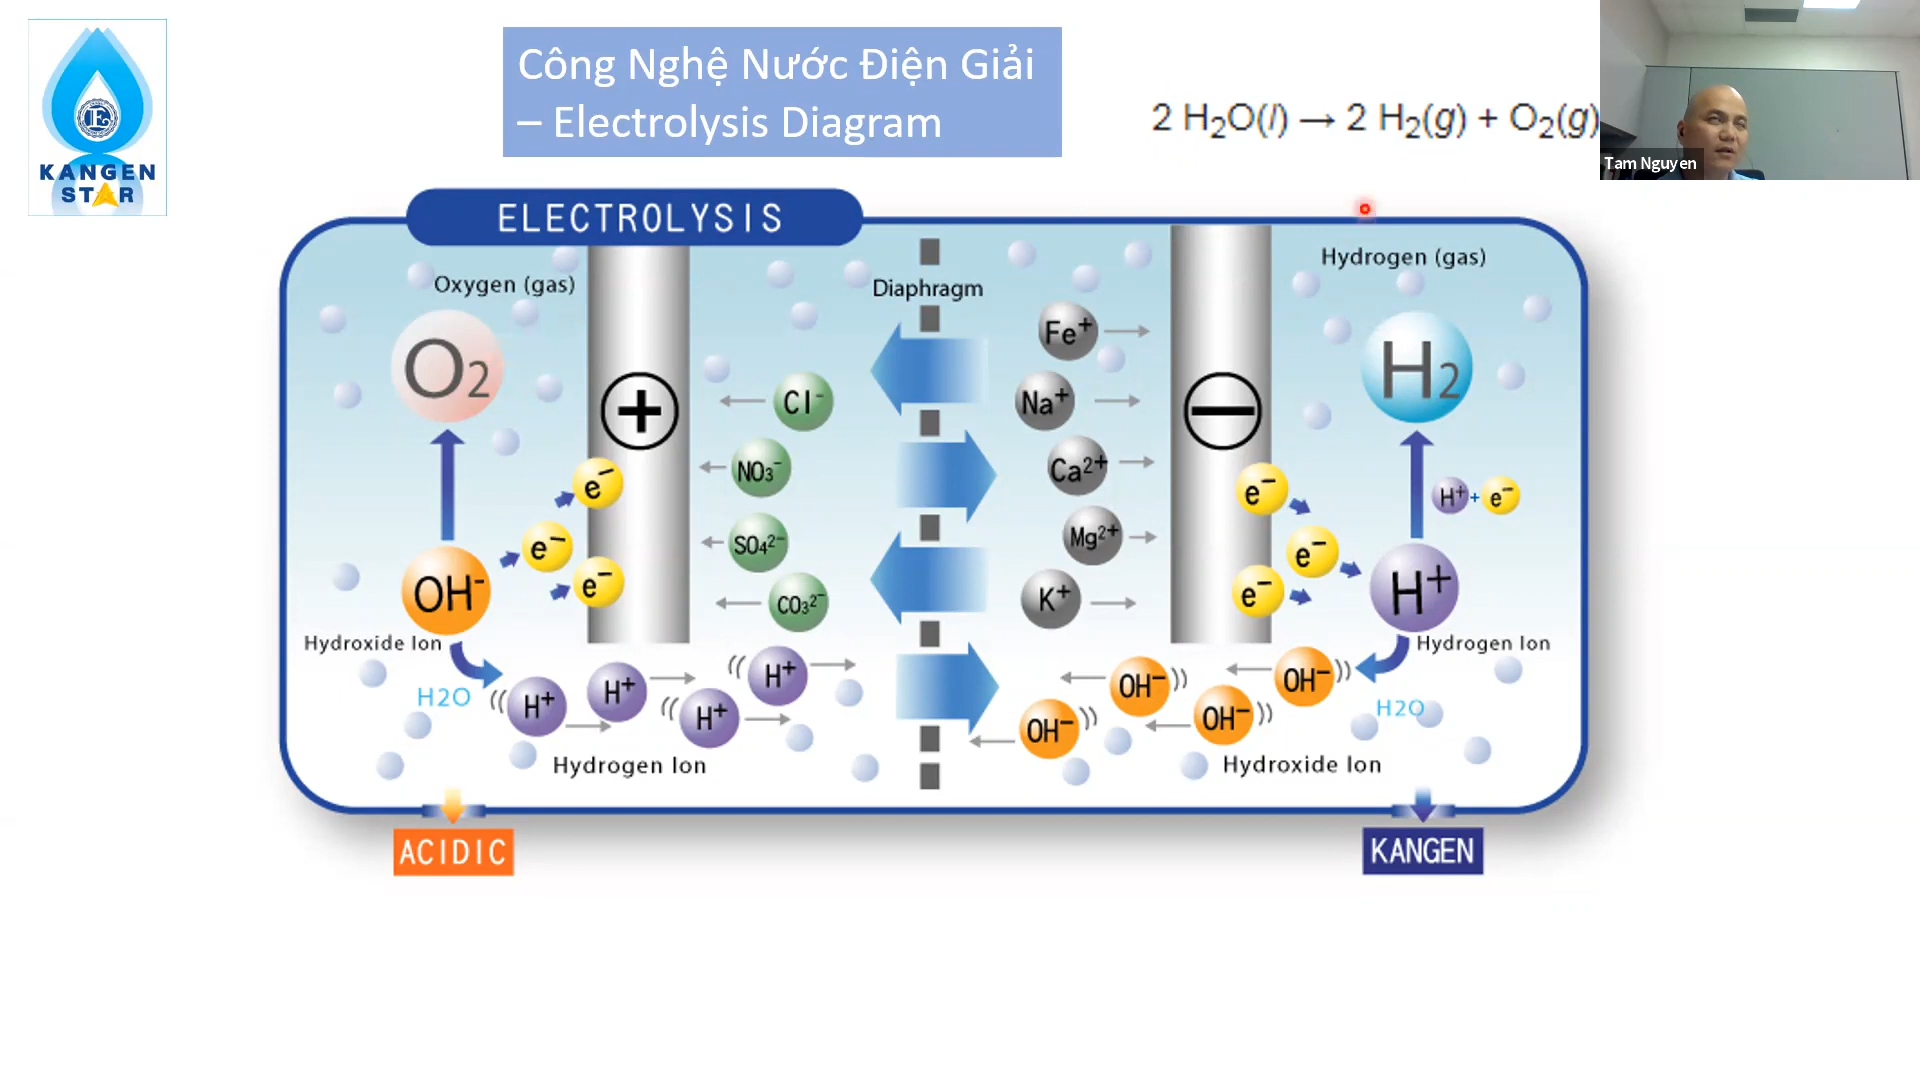 KANGEN
STAR
E
Công Nghệ Nước Điện Giải
– Electrolysis Diagram
2 H₂O(l) → 2 H₂(g) + O₂(g)
Tam Nguyen
ELECTROLYSIS
Oxygen (gas)
Diaphragm
Hydrogen (gas)
O₂
+
Cl⁻
NO₃⁻
SO₄²⁻
CO₃²⁻
e⁻
e⁻
e⁻
OH⁻
Hydroxide Ion
H2O
H⁺
H⁺
H⁺
H⁺
Hydrogen Ion
Fe⁺
Na⁺
Ca²⁺
Mg²⁺
K⁺
−
H₂
H⁺ + e⁻
e⁻
e⁻
e⁻
H⁺
Hydrogen Ion
H2O
OH⁻
OH⁻
OH⁻
OH⁻
Hydroxide Ion
ACIDIC
KANGEN